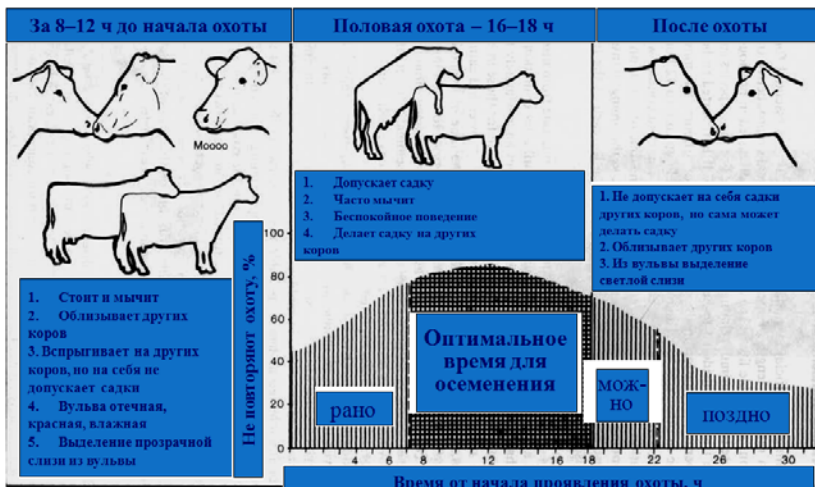 За 8–12 ч до начала охоты
Половая охота – 16–18 ч
После охоты
Moooo
1. Стоит и мычит
2. Облизывает других
коров
3. Вспрыгивает на других
коров, но на себя не
допускает садки
4. Вульва отечная,
красная, влажная
5. Выделение прозрачной
слизи из вульвы
1. Допускает садку
2. Часто мычит
3. Беспокойное поведение
4. Делает садку на других
коров
1. Не допускает на себя садки
других коров, но сама может
делать садку
2. Облизывает других коров
3. Из вульвы выделение
светлой слизи
Не повторяют охоту, %
100
80
60
40
20
0
Оптимальное
время для
осеменения
рано
мож-
но
поздно
4 8 12 16 18 22 26 30
Время от начала проявления охоты, ч